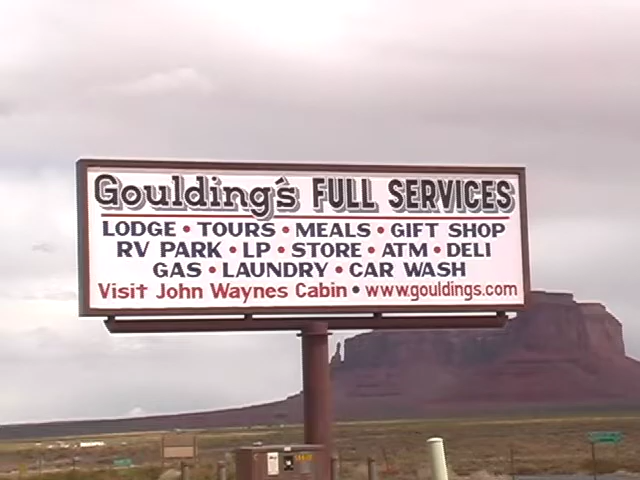 Goulding's FULL SERVICES
LODGE • TOURS • MEALS • GIFT SHOP
RV PARK • LP • STORE • ATM • DELI
GAS • LAUNDRY • CAR WASH
Visit John Waynes Cabin • www.gouldings.com